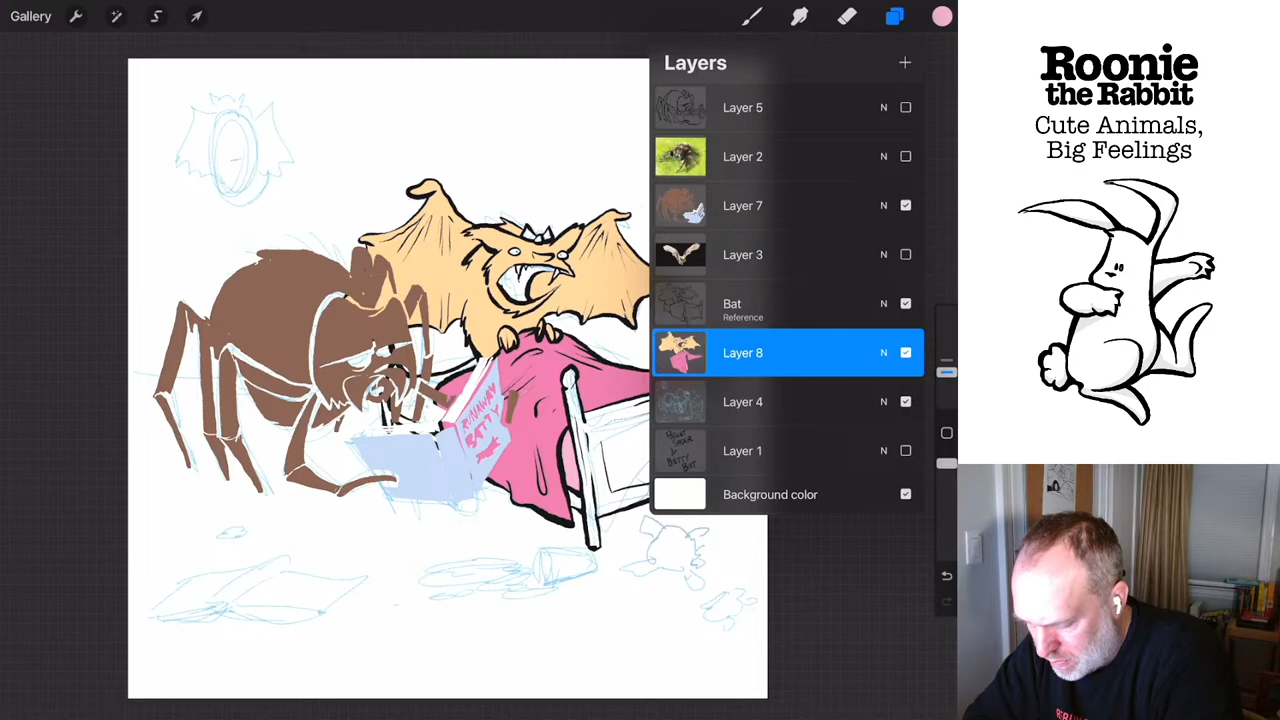 Gallery
Layers
Layer 5
N
Layer 2
N
Layer 7
N
Layer 3
N
Bat
Reference
N
Layer 8
N
Layer 4
N
Layer 1
N
Background color
RUNAWAY
BATTY
Roonie
the Rabbit
Cute Animals,
Big Feelings